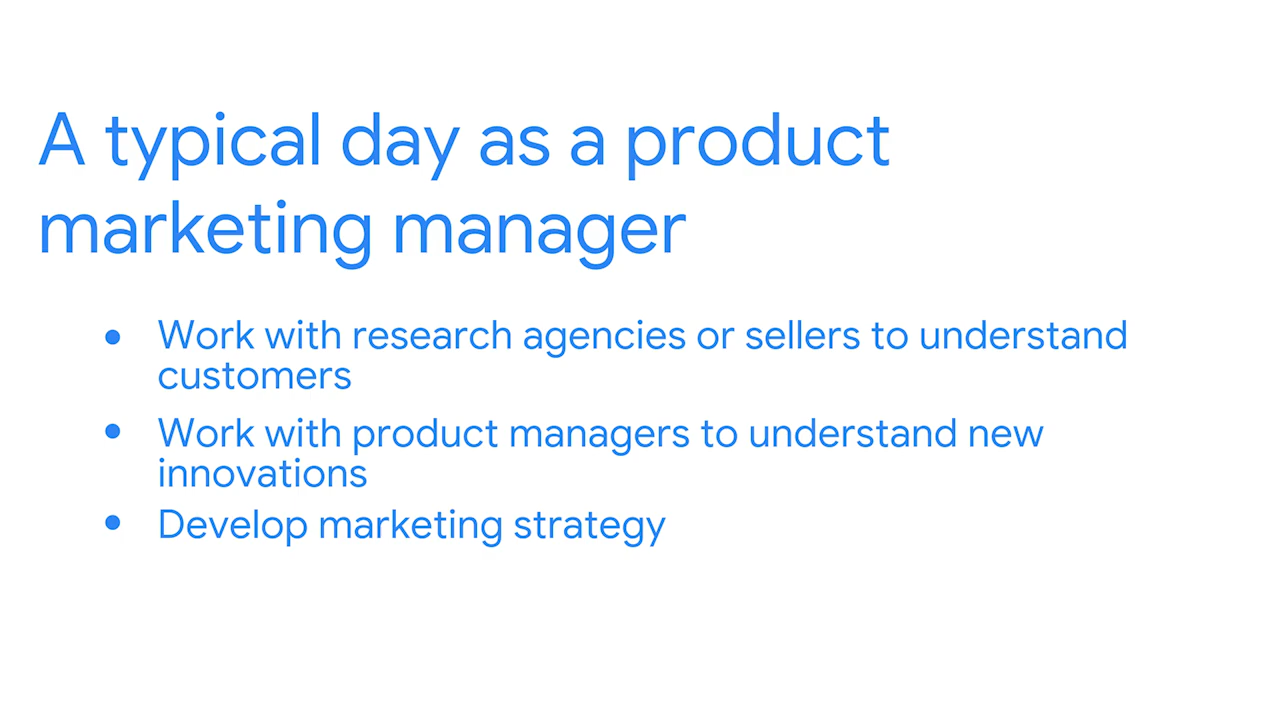 A typical day as a product
marketing manager
• Work with research agencies or sellers to understand
customers
• Work with product managers to understand new
innovations
• Develop marketing strategy